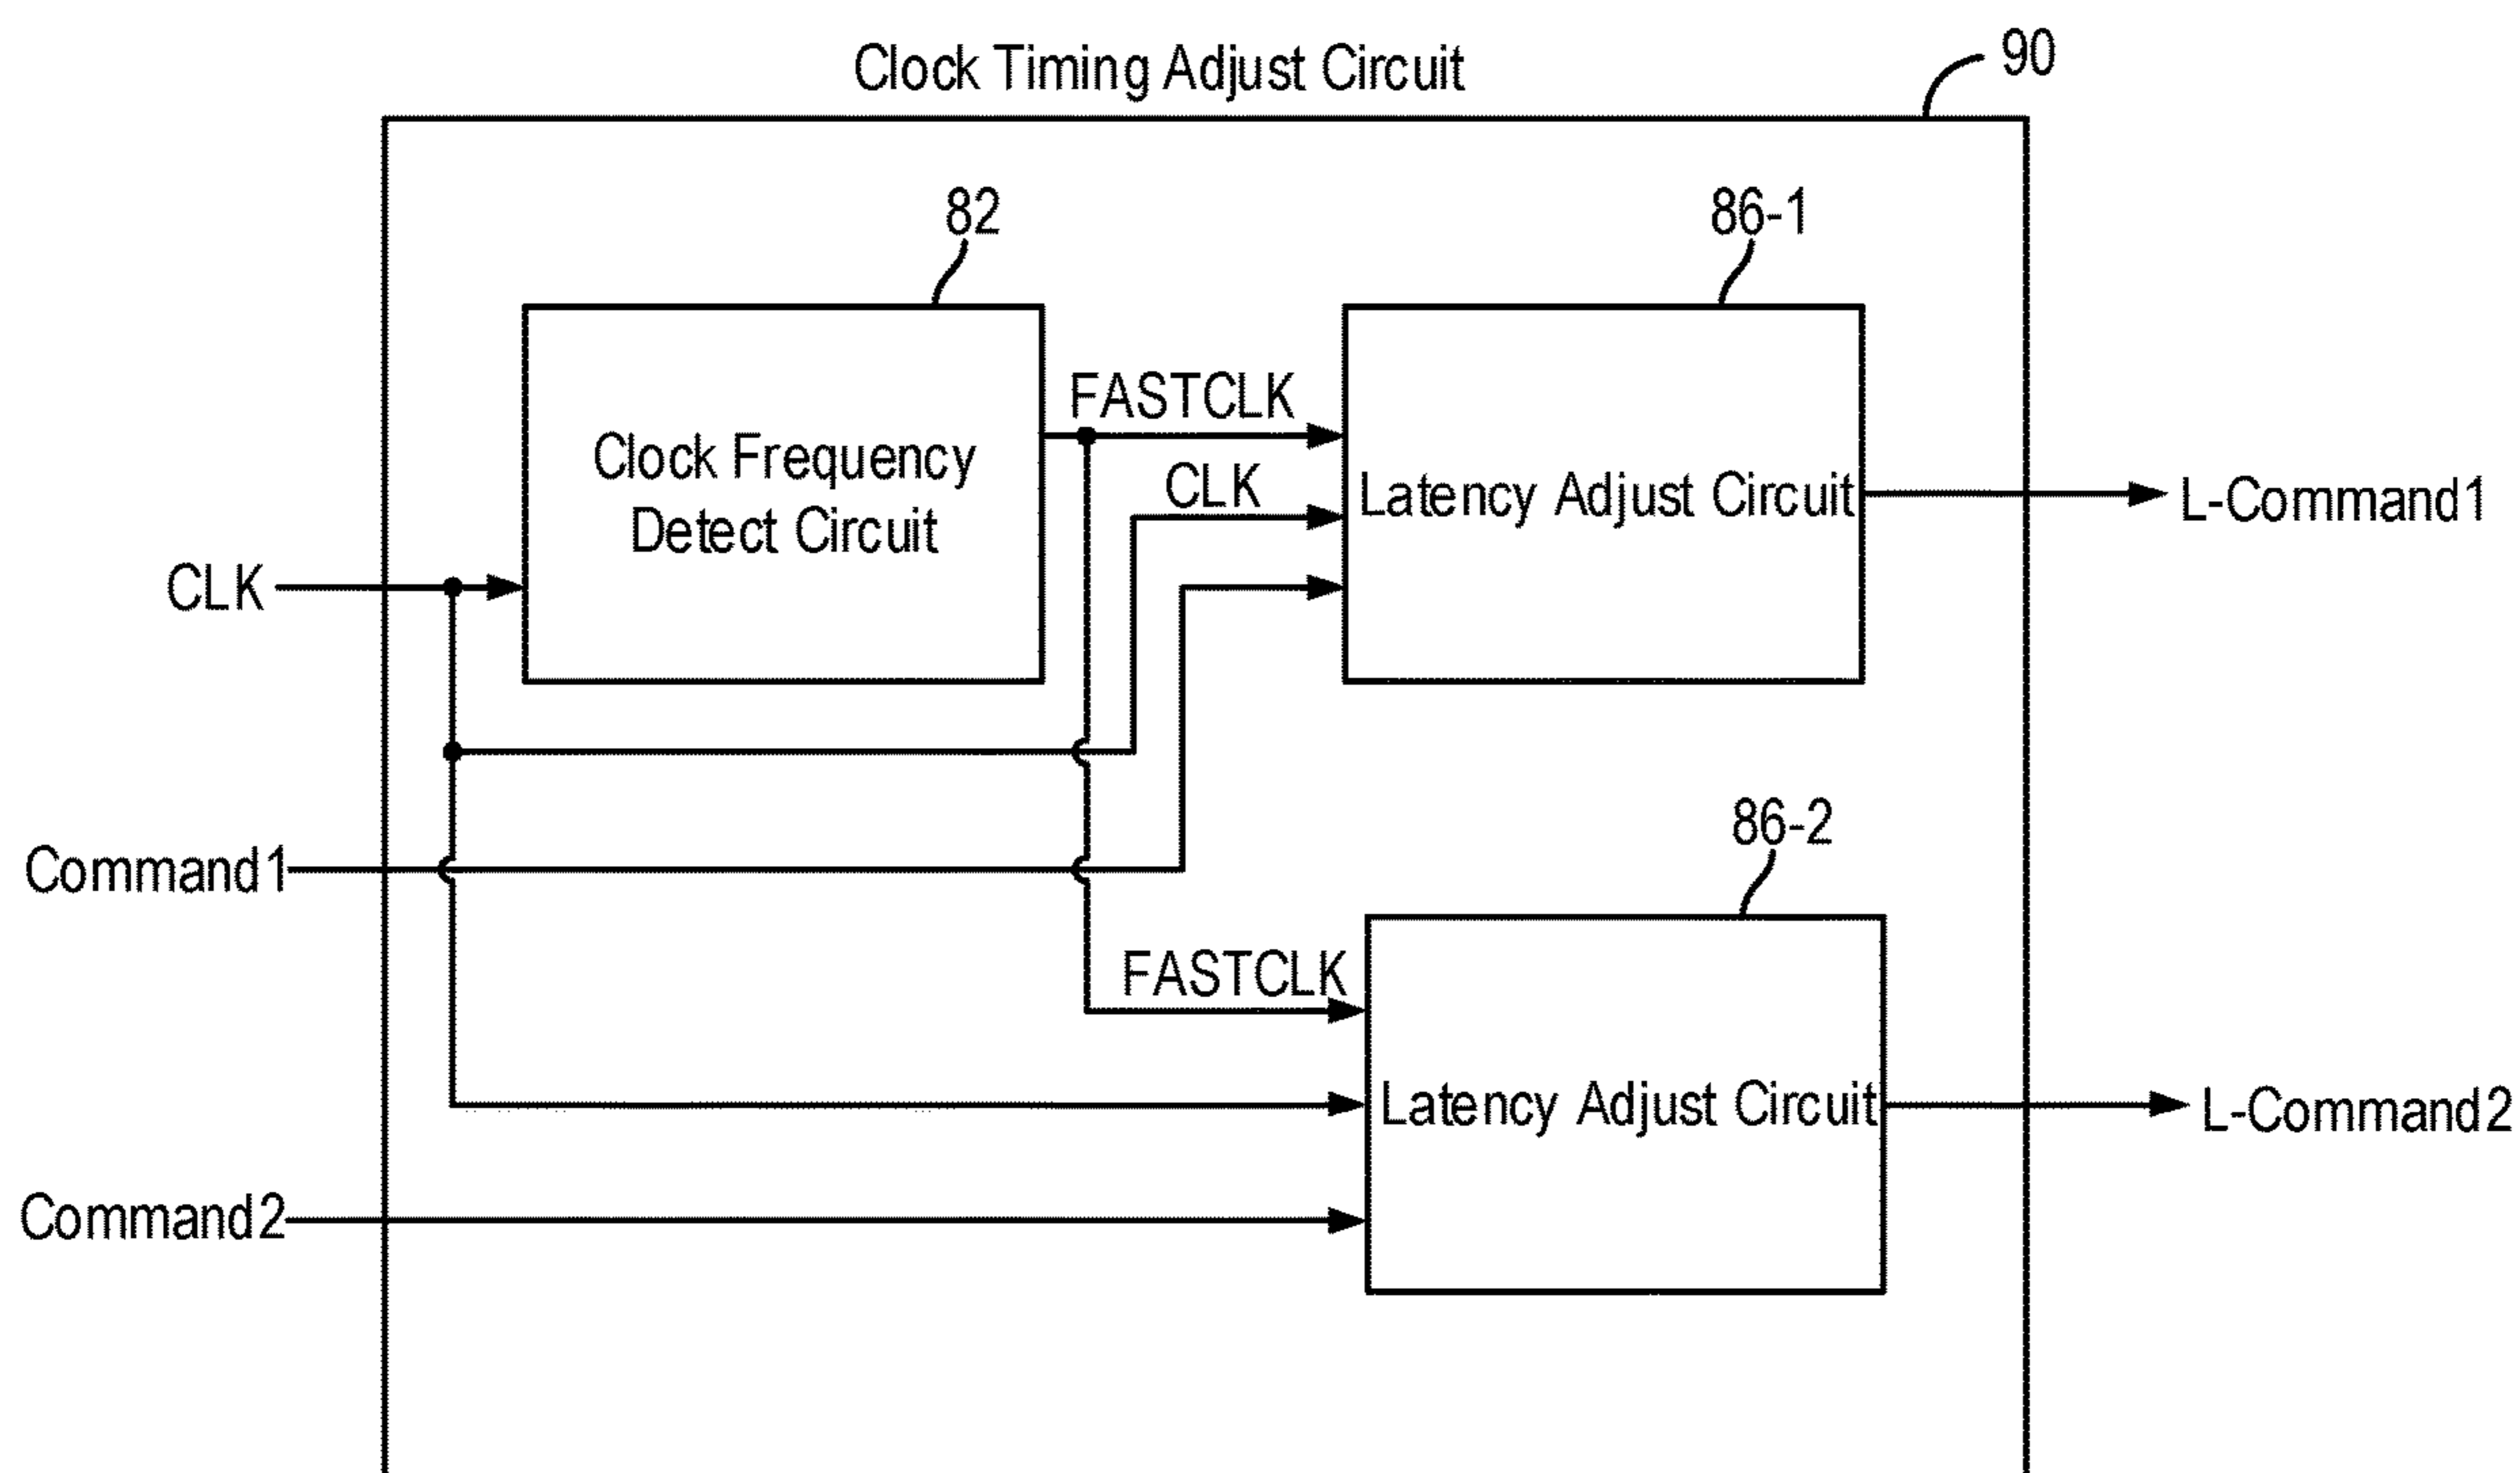 Clock Timing Adjust Circuit
90
82
86-1
FASTCLK
Clock Frequency
Detect Circuit
CLK
Latency Adjust Circuit
L-Command1
CLK
86-2
Command1
FASTCLK
Latency Adjust Circuit
L-Command2
Command2